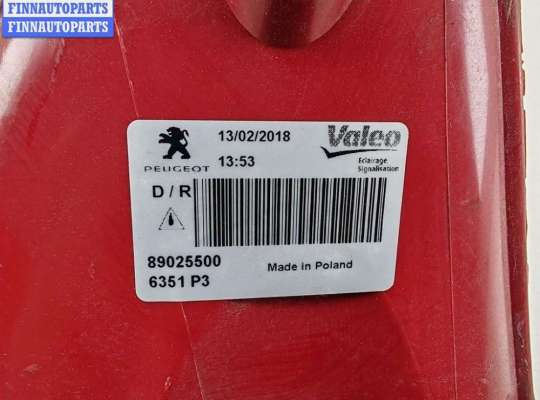 FINNAUTOPARTS
FINNAUTOPARTS
PEUGEOT
13/02/2018
13:53
Valeo
Eclairage
Signalisation
D / R
89025500
6351 P3
Made in Poland